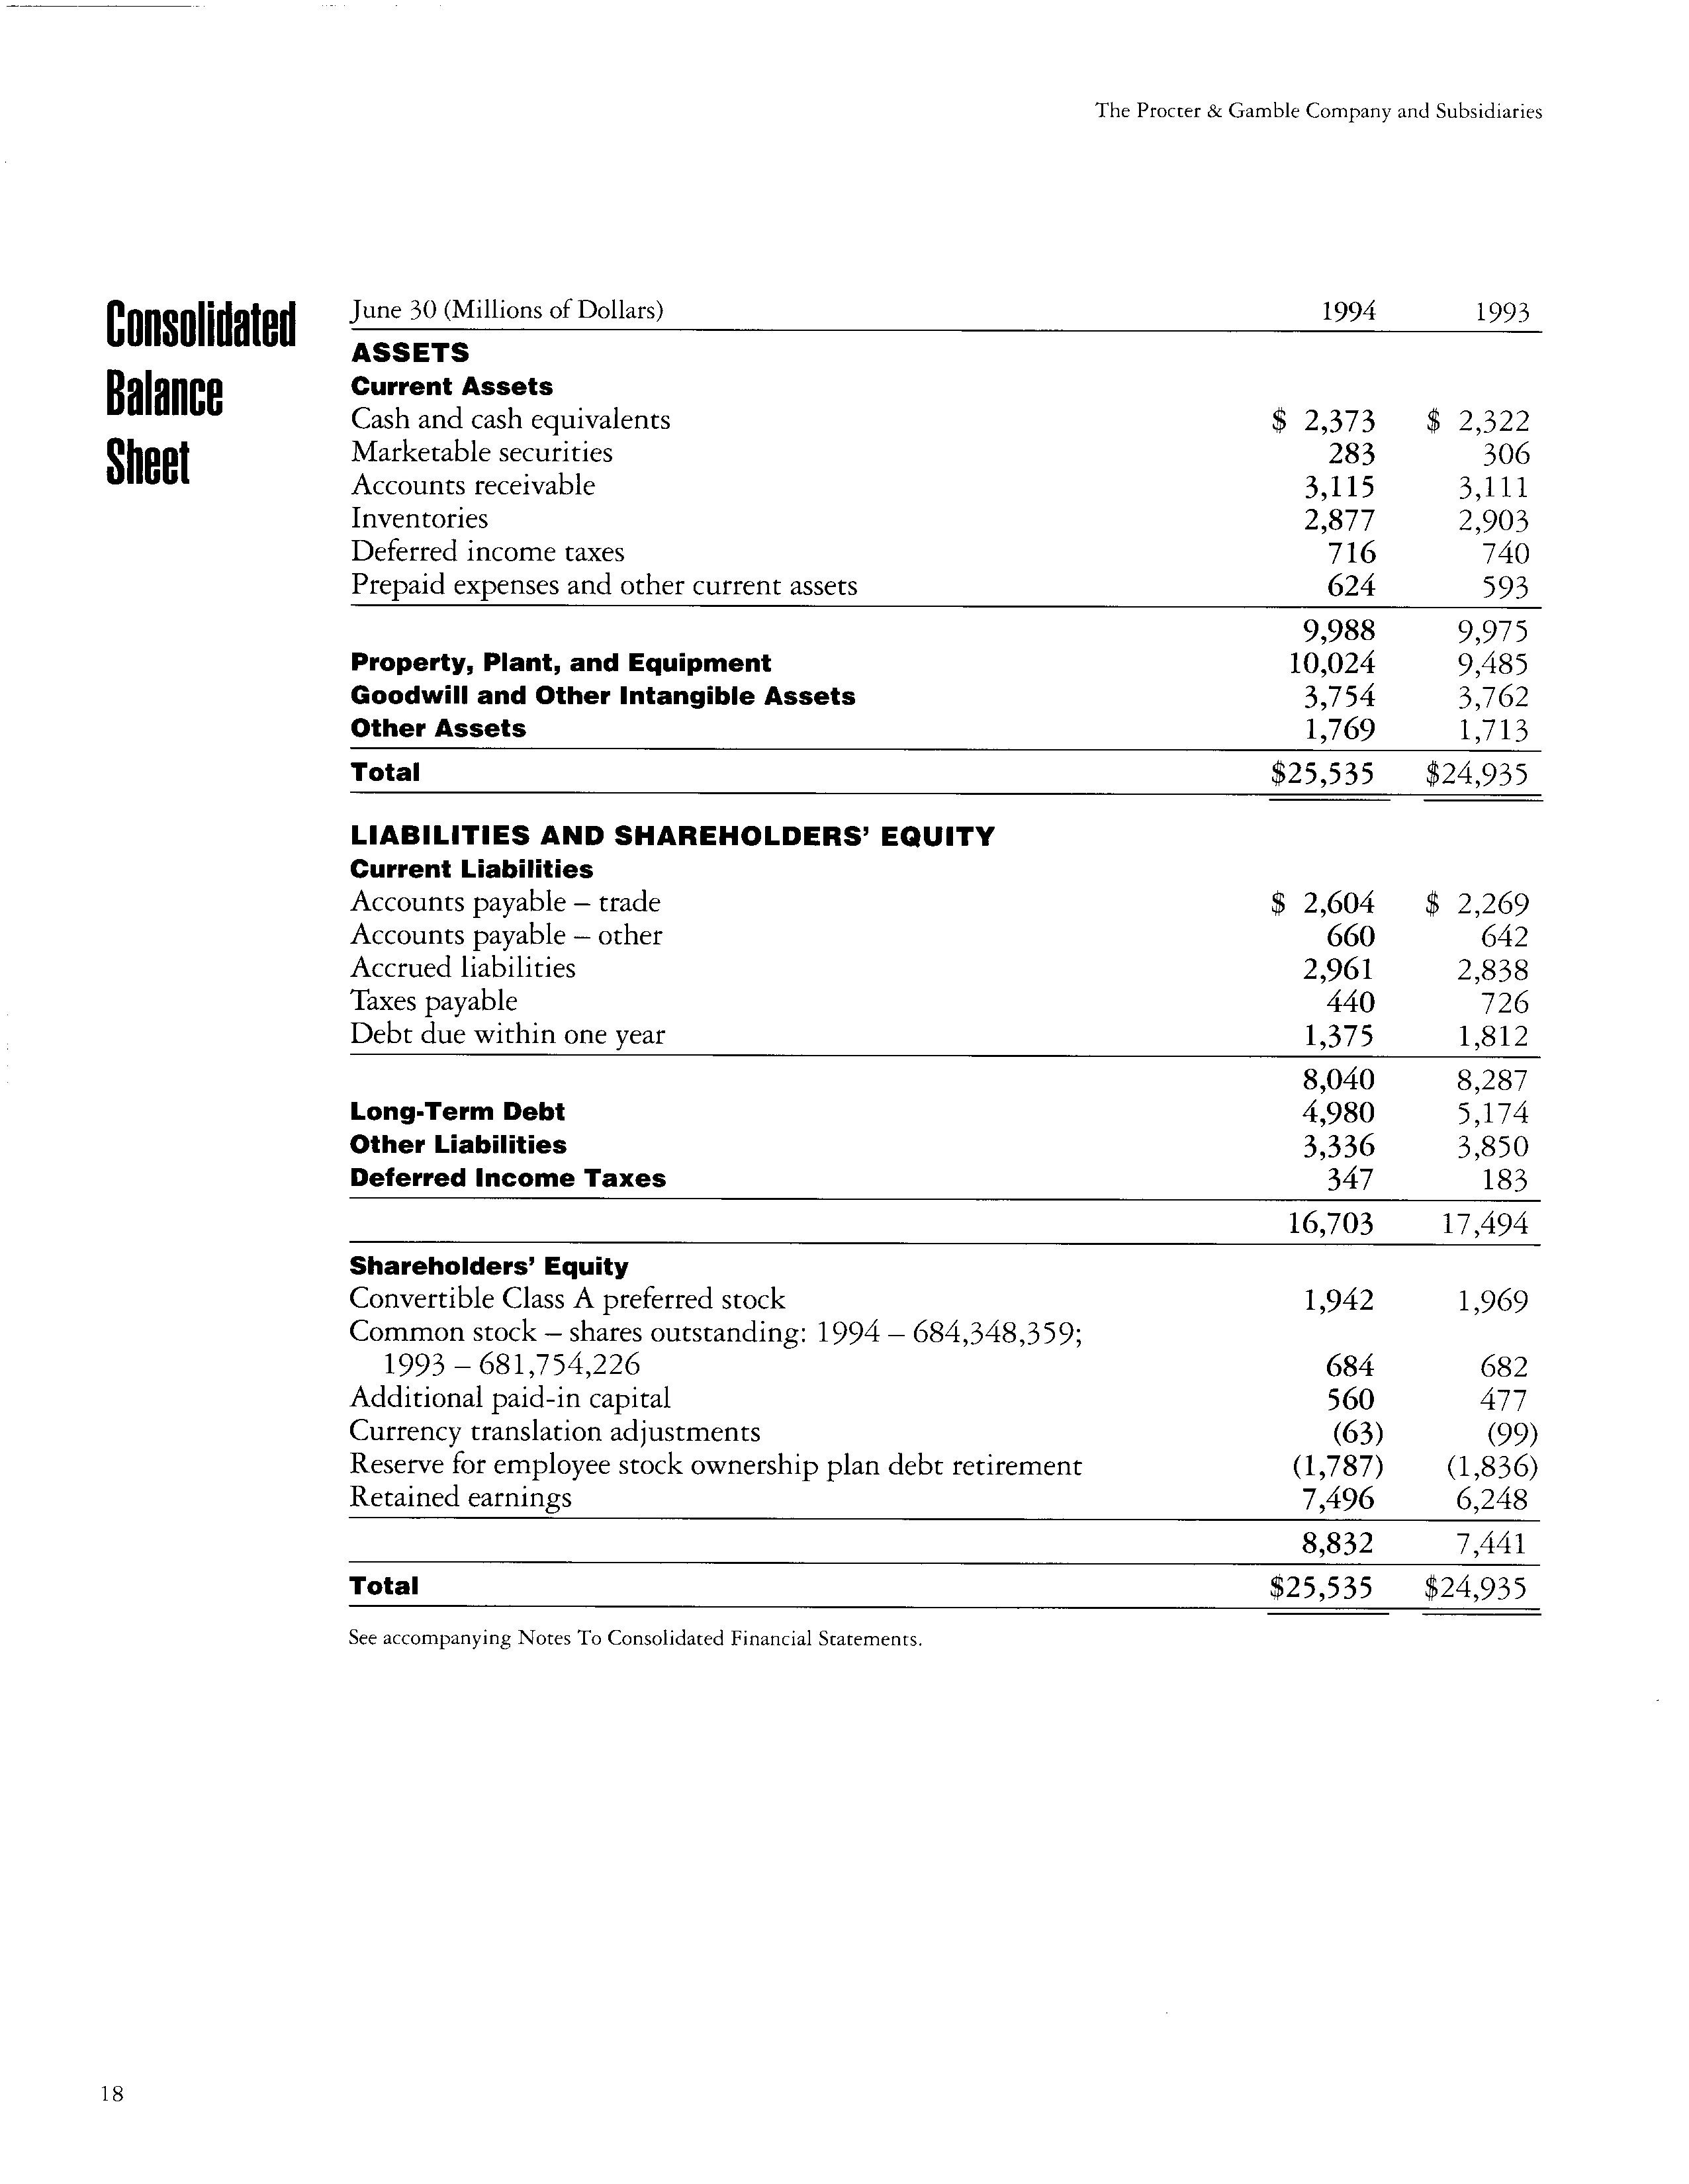 The Procter & Gamble Company and Subsidiaries
Consolidated
Balance
Sheet
June 30 (Millions of Dollars) 1994 1993
ASSETS
Current Assets
Cash and cash equivalents $ 2,373 $ 2,322
Marketable securities 283 306
Accounts receivable 3,115 3,111
Inventories 2,877 2,903
Deferred income taxes 716 740
Prepaid expenses and other current assets 624 593
9,988 9,975
Property, Plant, and Equipment 10,024 9,485
Goodwill and Other Intangible Assets 3,754 3,762
Other Assets 1,769 1,713
Total $25,535 $24,935
LIABILITIES AND SHAREHOLDERS' EQUITY
Current Liabilities
Accounts payable – trade $ 2,604 $ 2,269
Accounts payable – other 660 642
Accrued liabilities 2,961 2,838
Taxes payable 440 726
Debt due within one year 1,375 1,812
8,040 8,287
Long-Term Debt 4,980 5,174
Other Liabilities 3,336 3,850
Deferred Income Taxes 347 183
16,703 17,494
Shareholders' Equity
Convertible Class A preferred stock 1,942 1,969
Common stock – shares outstanding: 1994 – 684,348,359;
1993 – 681,754,226 684 682
Additional paid-in capital 560 477
Currency translation adjustments (63) (99)
Reserve for employee stock ownership plan debt retirement (1,787) (1,836)
Retained earnings 7,496 6,248
8,832 7,441
Total $25,535 $24,935
See accompanying Notes To Consolidated Financial Statements.
18